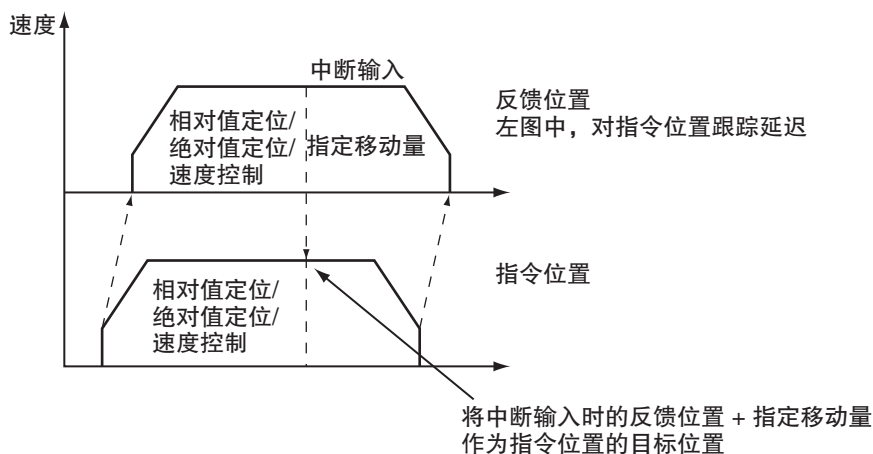 速度
中断输入
相对值定位/
绝对值定位/
速度控制
指定移动量
反馈位置
左图中，对指令位置跟踪延迟
相对值定位/
绝对值定位/
速度控制
指令位置
将中断输入时的反馈位置 + 指定移动量
作为指令位置的目标位置